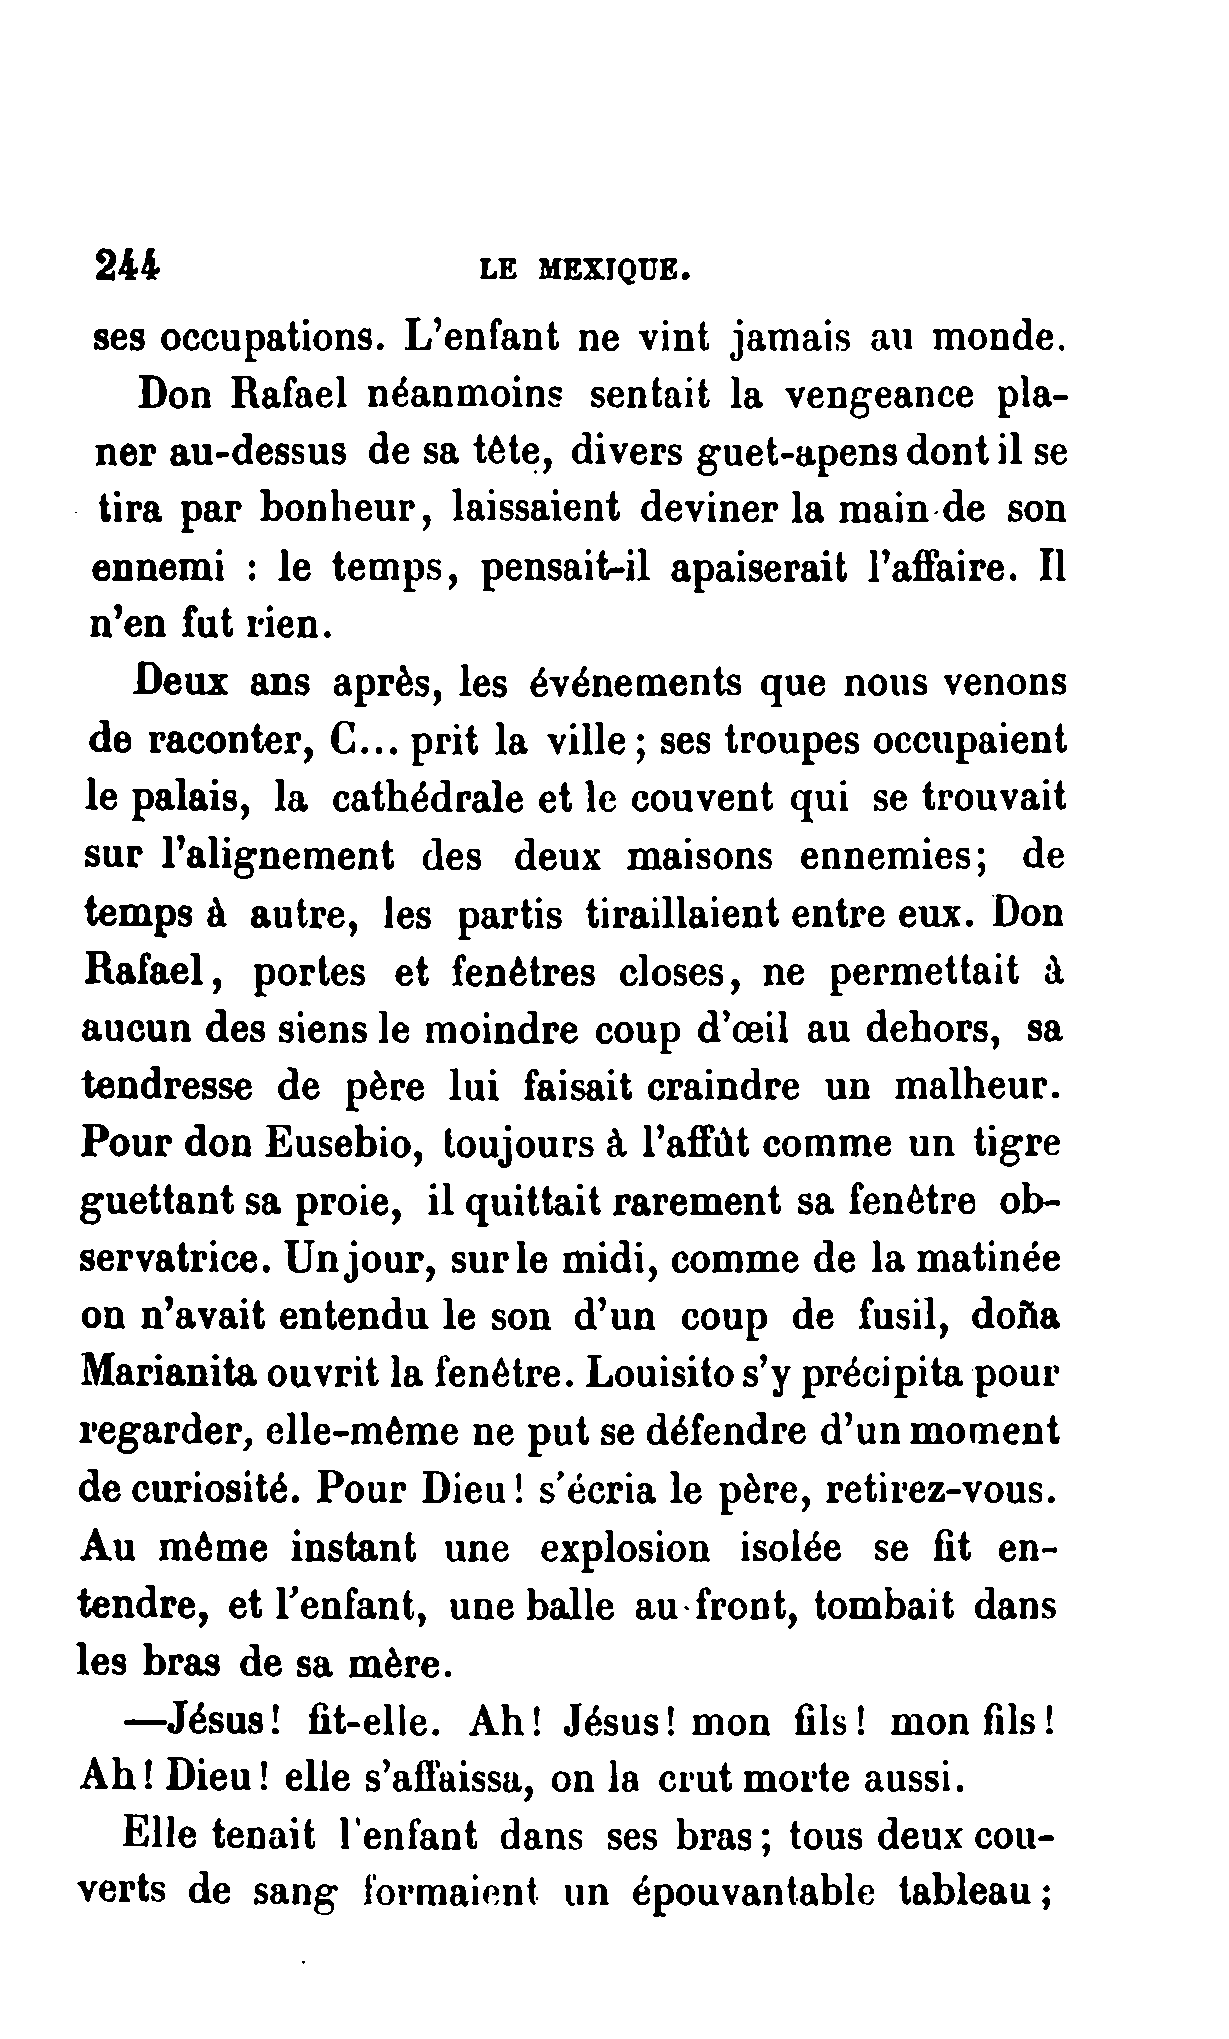 244 LE MEXIQUE.
ses occupations. L'enfant ne vint jamais au monde.
Don Rafael néanmoins sentait la vengeance pla-
ner au-dessus de sa tête, divers guet-apens dont il se
tira par bonheur, laissaient deviner la main de son
ennemi : le temps, pensait-il apaiserait l'affaire. Il
n'en fut rien.
Deux ans après, les événements que nous venons
de raconter, C... prit la ville ; ses troupes occupaient
le palais, la cathédrale et le couvent qui se trouvait
sur l'alignement des deux maisons ennemies; de
temps à autre, les partis tiraillaient entre eux. Don
Rafael, portes et fenêtres closes, ne permettait à
aucun des siens le moindre coup d'œil au dehors, sa
tendresse de père lui faisait craindre un malheur.
Pour don Eusebio, toujours à l'affût comme un tigre
guettant sa proie, il quittait rarement sa fenêtre ob-
servatrice. Un jour, sur le midi, comme de la matinée
on n'avait entendu le son d'un coup de fusil, doña
Marianita ouvrit la fenêtre. Louisito s'y précipita pour
regarder, elle-même ne put se défendre d'un moment
de curiosité. Pour Dieu ! s'écria le père, retirez-vous.
Au même instant une explosion isolée se fit en-
tendre, et l'enfant, une balle au front, tombait dans
les bras de sa mère.
—Jésus ! fit-elle. Ah ! Jésus ! mon fils ! mon fils !
Ah ! Dieu ! elle s'affaissa, on la crut morte aussi.
Elle tenait l'enfant dans ses bras ; tous deux cou-
verts de sang formaient un épouvantable tableau ;